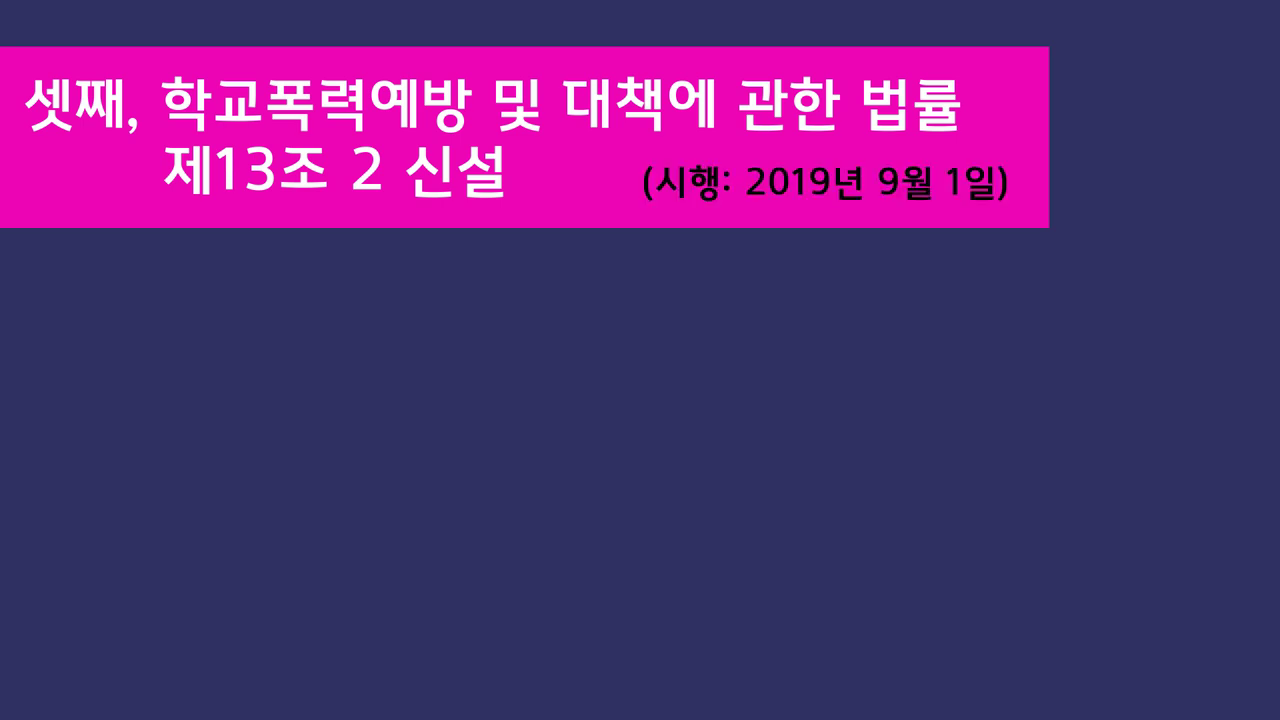 셋째, 학교폭력예방 및 대책에 관한 법률
제13조 2 신설 (시행: 2019년 9월 1일)